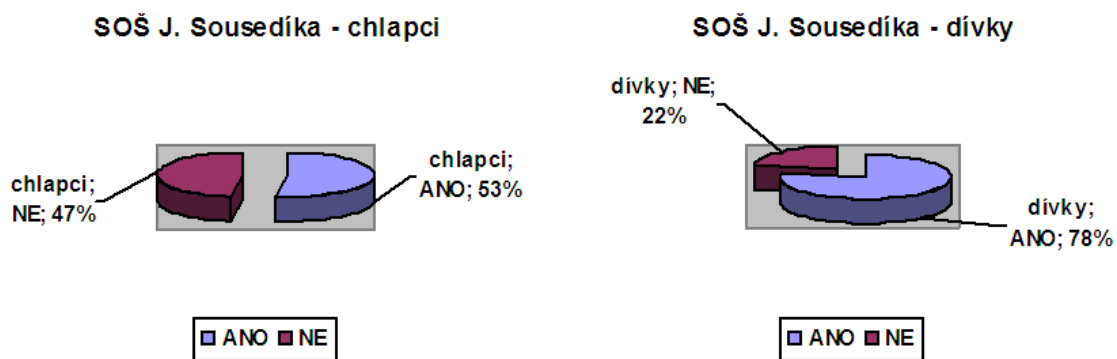 SOŠ J. Sousedíka - chlapci
chlapci;
NE; 47%
chlapci;
ANO; 53%
ANO NE
SOŠ J. Sousedíka - dívky
dívky; NE;
22%
dívky;
ANO; 78%
ANO NE